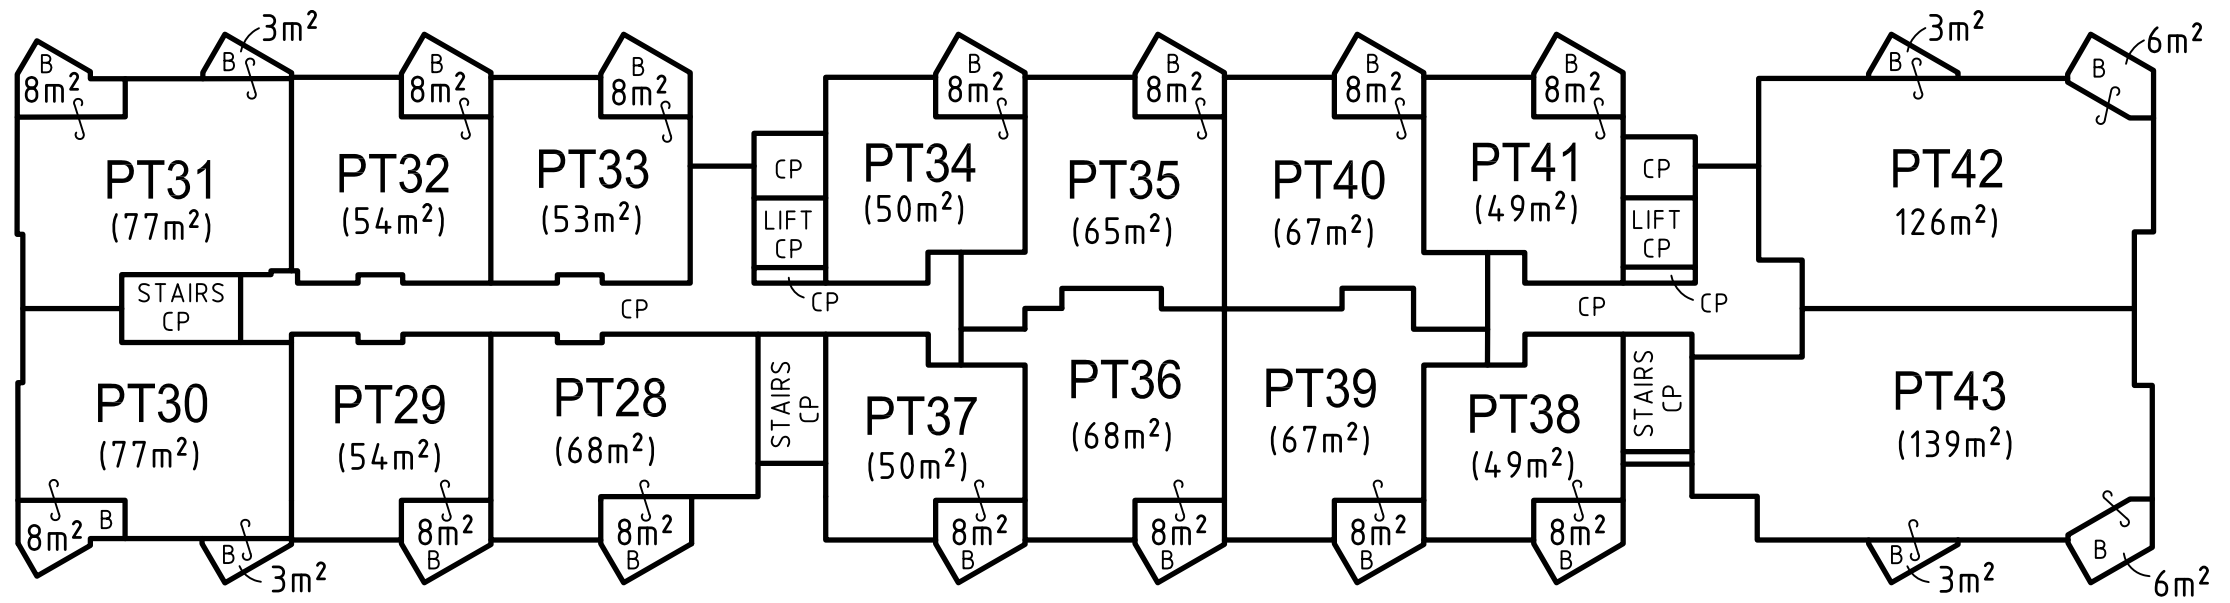 3m²
3m²
6m²
B
8m²
B
B
8m²
B
8m²
B
8m²
B
8m²
B
8m²
B
8m²
B
B
PT31
(77m²)
PT32
(54m²)
PT33
(53m²)
CP
LIFT
CP
CP
PT34
(50m²)
PT35
(65m²)
PT40
(67m²)
PT41
(49m²)
CP
LIFT
CP
CP
PT42
126m²)
STAIRS
CP
CP
CP
PT30
(77m²)
PT29
(54m²)
PT28
(68m²)
STAIRS
CP
PT37
(50m²)
PT36
(68m²)
PT39
(67m²)
PT38
(49m²)
STAIRS
CP
PT43
(139m²)
B
8m²
B
3m²
8m²
B
8m²
B
8m²
B
8m²
B
8m²
B
8m²
B
B
3m²
B
6m²